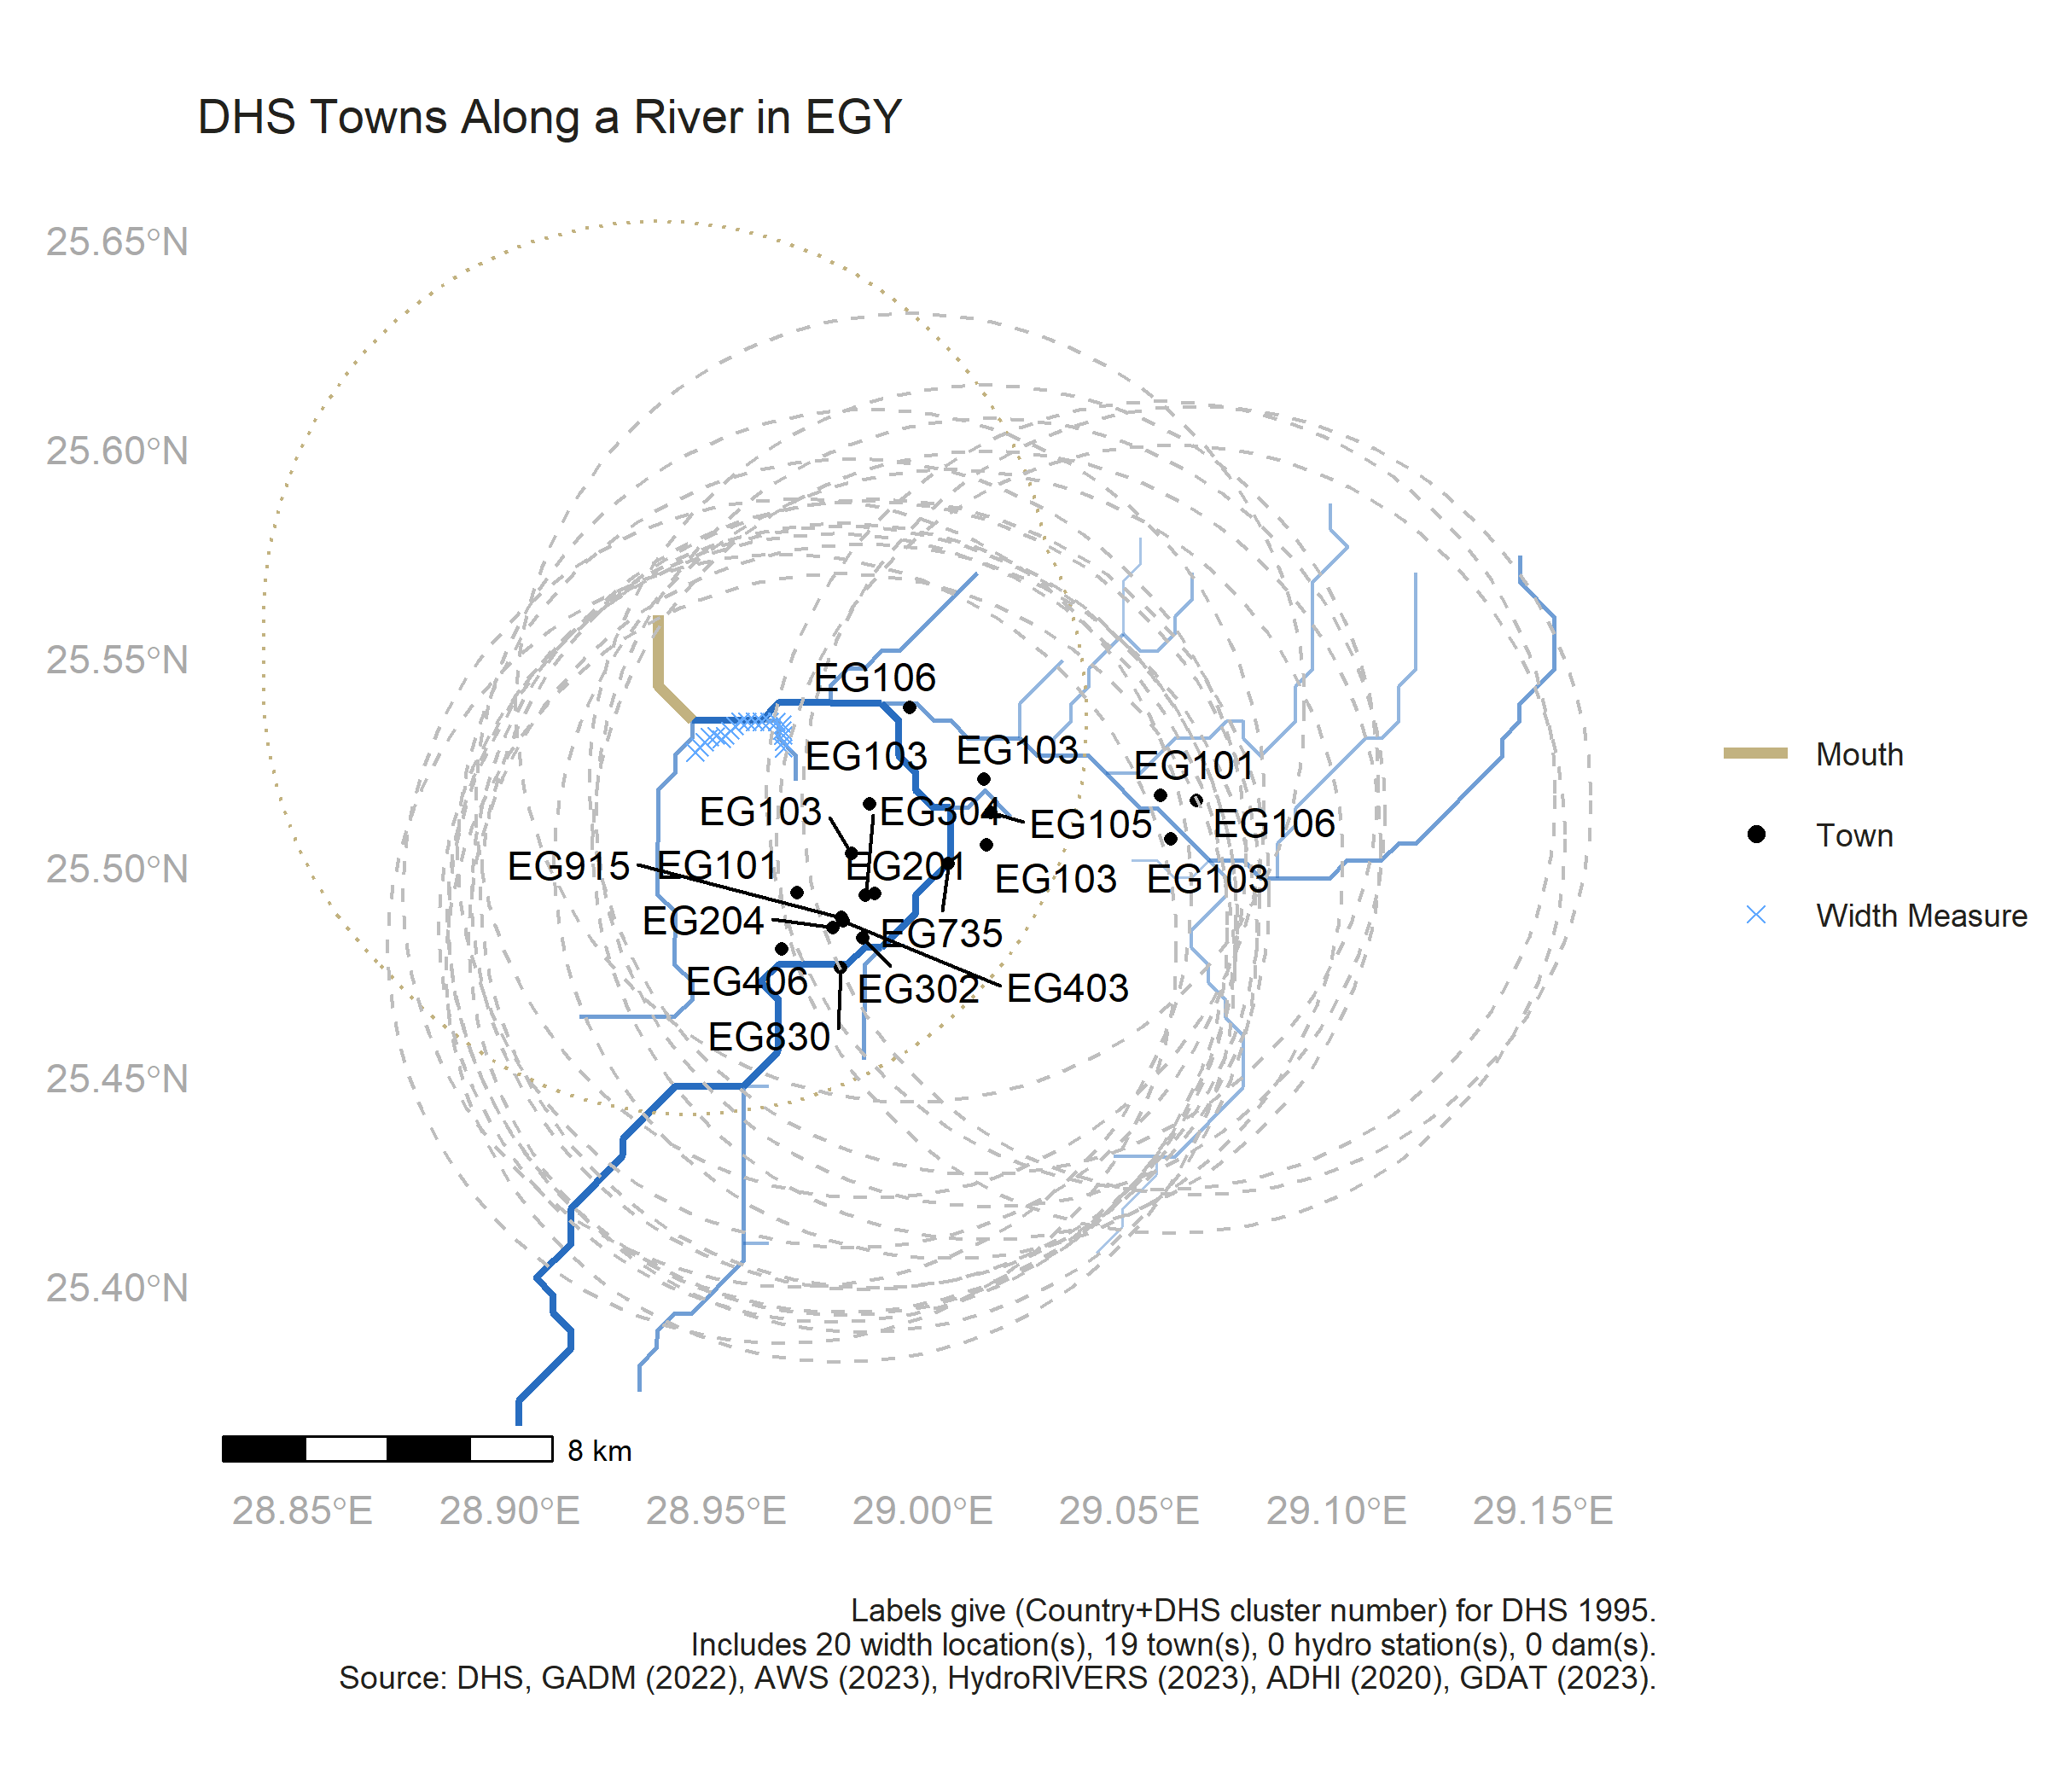 DHS Towns Along a River in EGY
25.65°N
25.60°N
25.55°N
25.50°N
25.45°N
25.40°N
EG106
EG103
EG103
EG101
EG103
EG304
EG105
EG106
EG915
EG101
EG201
EG103
EG103
EG204
EG735
EG406
EG302
EG403
EG830
Mouth
Town
Width Measure
8 km
28.85°E
28.90°E
28.95°E
29.00°E
29.05°E
29.10°E
29.15°E
Labels give (Country+DHS cluster number) for DHS 1995.
Includes 20 width location(s), 19 town(s), 0 hydro station(s), 0 dam(s).
Source: DHS, GADM (2022), AWS (2023), HydroRIVERS (2023), ADHI (2020), GDAT (2023).